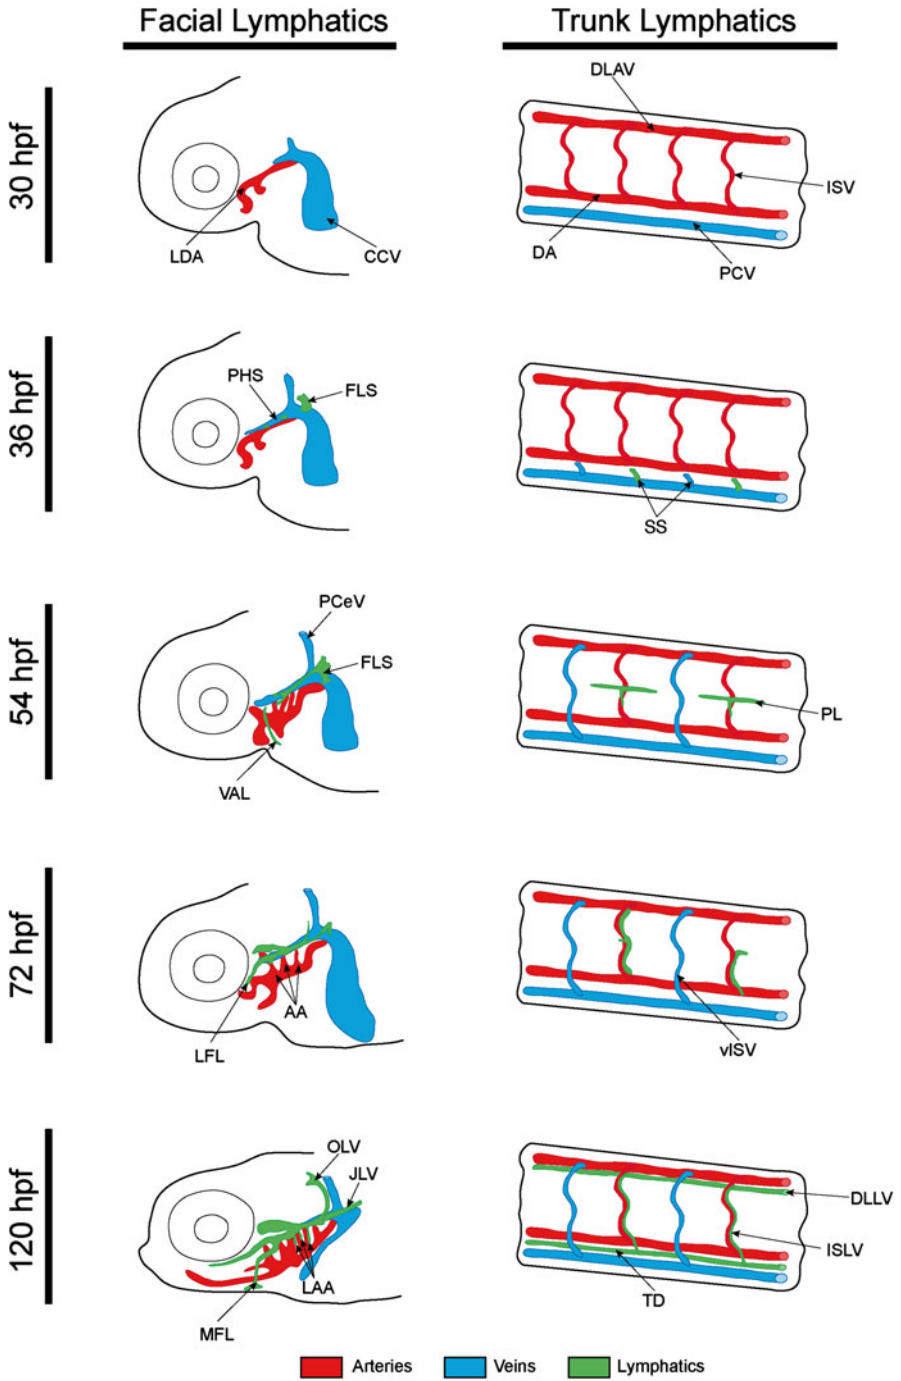 Facial Lymphatics
Trunk Lymphatics
30 hpf
LDA
CCV
DLAV
ISV
DA
PCV
36 hpf
PHS
FLS
SS
54 hpf
PCeV
FLS
VAL
PL
72 hpf
AA
LFL
vISV
120 hpf
OLV
JLV
LAA
MFL
DLLV
ISLV
TD
Arteries
Veins
Lymphatics